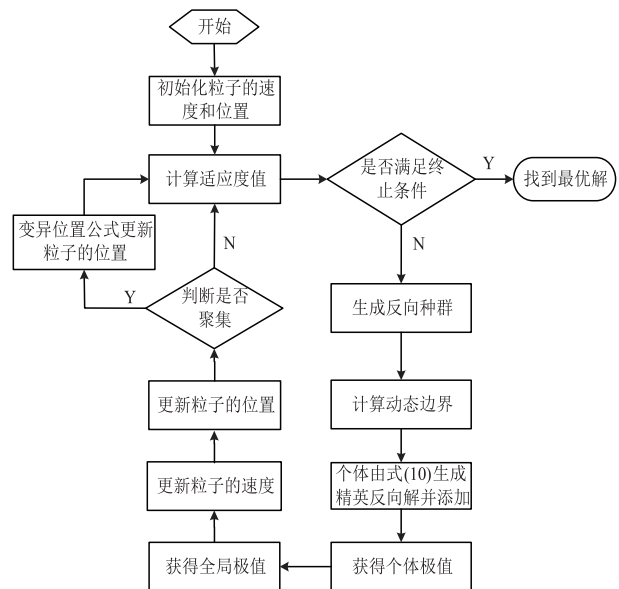 开始
初始化粒子的速
度和位置
计算适应度值
是否满足终
止条件
Y
找到最优解
变异位置公式更新
粒子的位置
N
N
Y
判断是否
聚集
生成反向种群
更新粒子的位置
计算动态边界
更新粒子的速度
个体由式(10)生成
精英反向解并添加
获得全局极值
获得个体极值